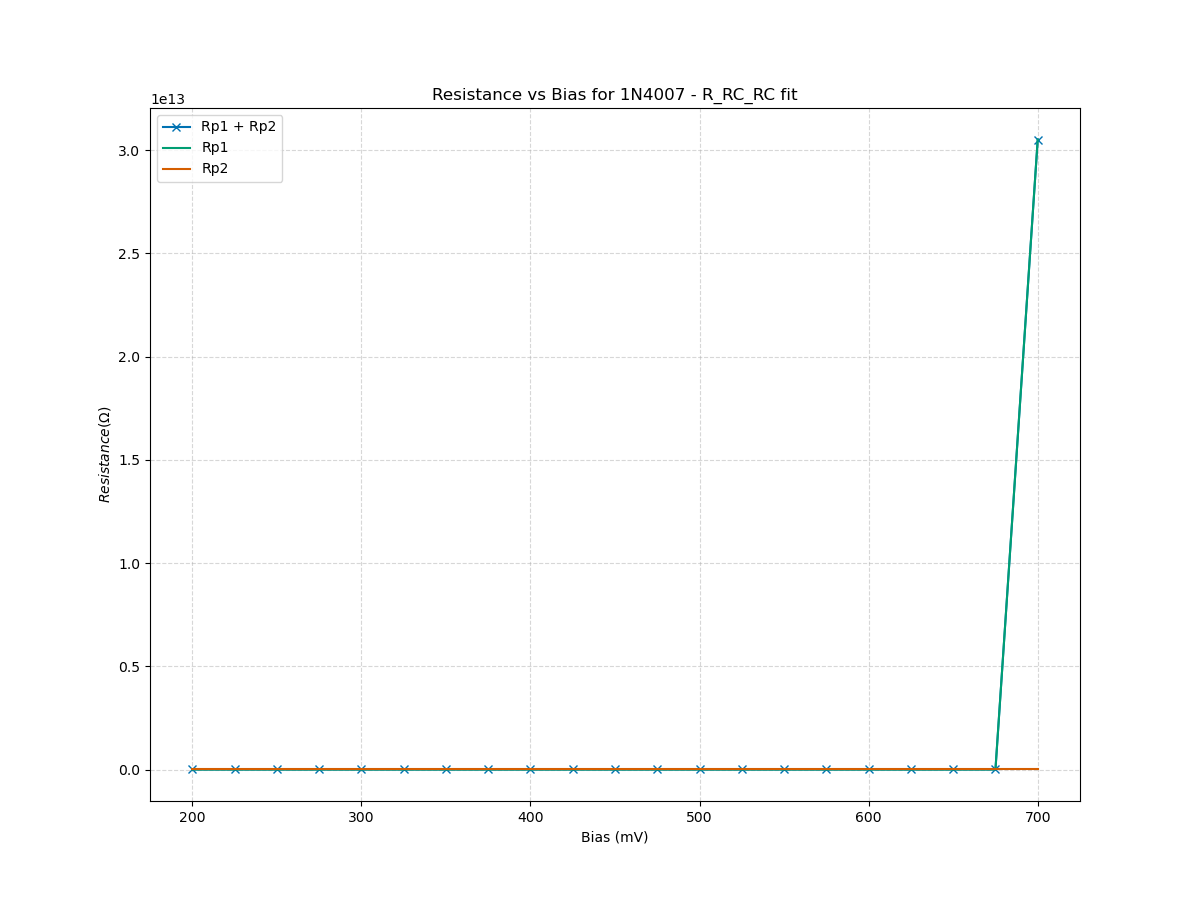 Resistance vs Bias for 1N4007 - R_RC_RC fit
1e13
Rp1 + Rp2
Rp1
Rp2
3.0
2.5
2.0
1.5
1.0
0.5
0.0
Resistance(Ω)
200 300 400 500 600 700
Bias (mV)